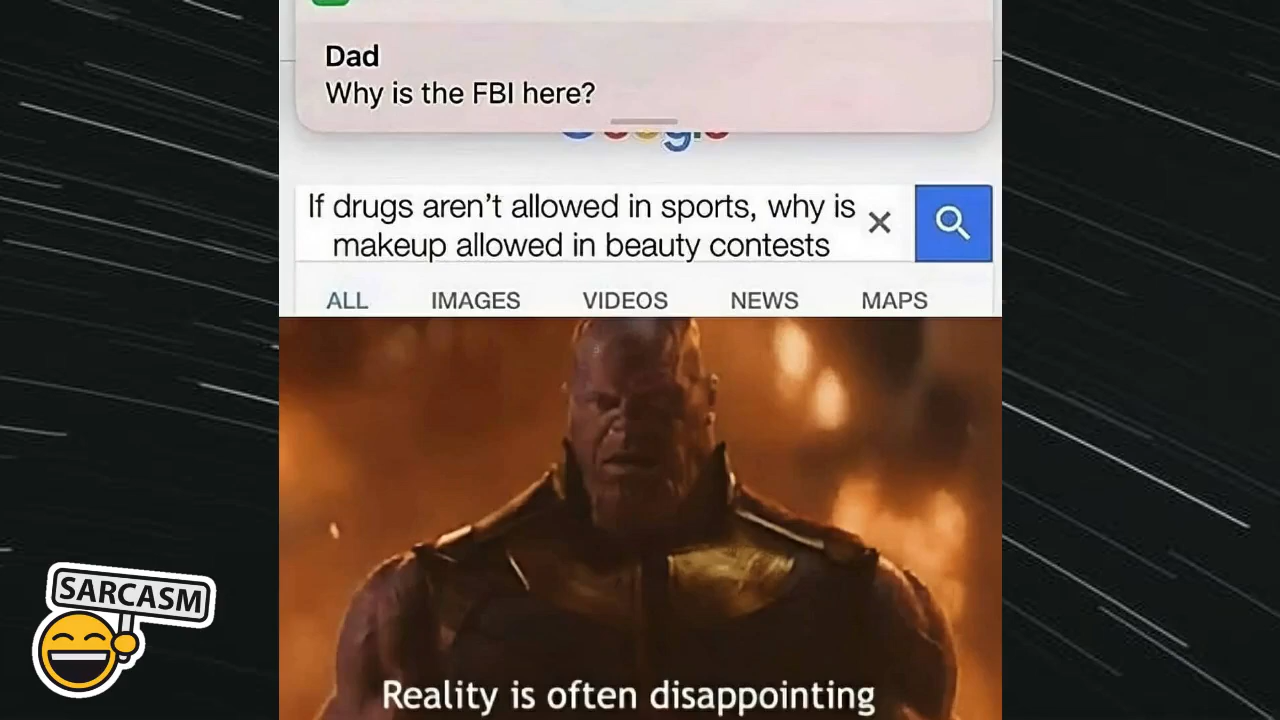 Dad
Why is the FBI here?
Google
If drugs aren't allowed in sports, why is
makeup allowed in beauty contests
ALL IMAGES VIDEOS NEWS MAPS
SARCASM
Reality is often disappointing